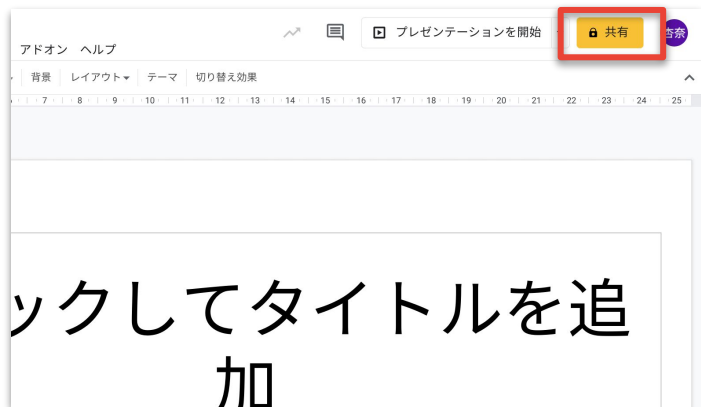 プレゼンテーションを開始 共有 杏奈
アドオン ヘルプ
背景 レイアウト テーマ 切り替え効果
7 8 9 10 11 12 13 14 15 16 17 18 19 20 21 22 23 24 25
ックしてタイトルを追
加